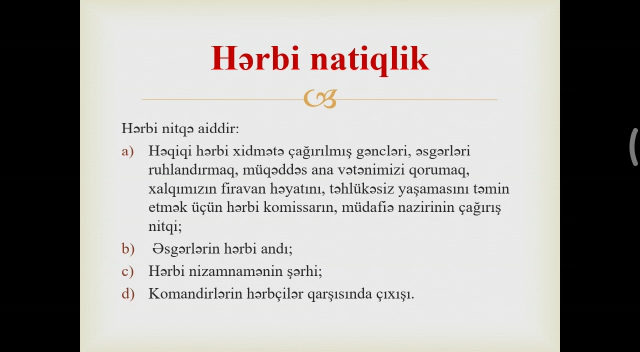 Hərbi natiqlik
Hərbi nitqə aiddir:
a) Həqiqi hərbi xidmətə çağırılmış gəncləri, əsgərləri
ruhlandırmaq, müqəddəs ana vətənimizi qorumaq,
xalqımızın firavan həyatını, təhlükəsiz yaşamasını təmin
etmək üçün hərbi komissarın, müdafiə nazirinin çağırış
nitqi;
b) Əsgərlərin hərbi andı;
c) Hərbi nizamnamənin şərhi;
d) Komandirlərin hərbçilər qarşısında çıxışı.